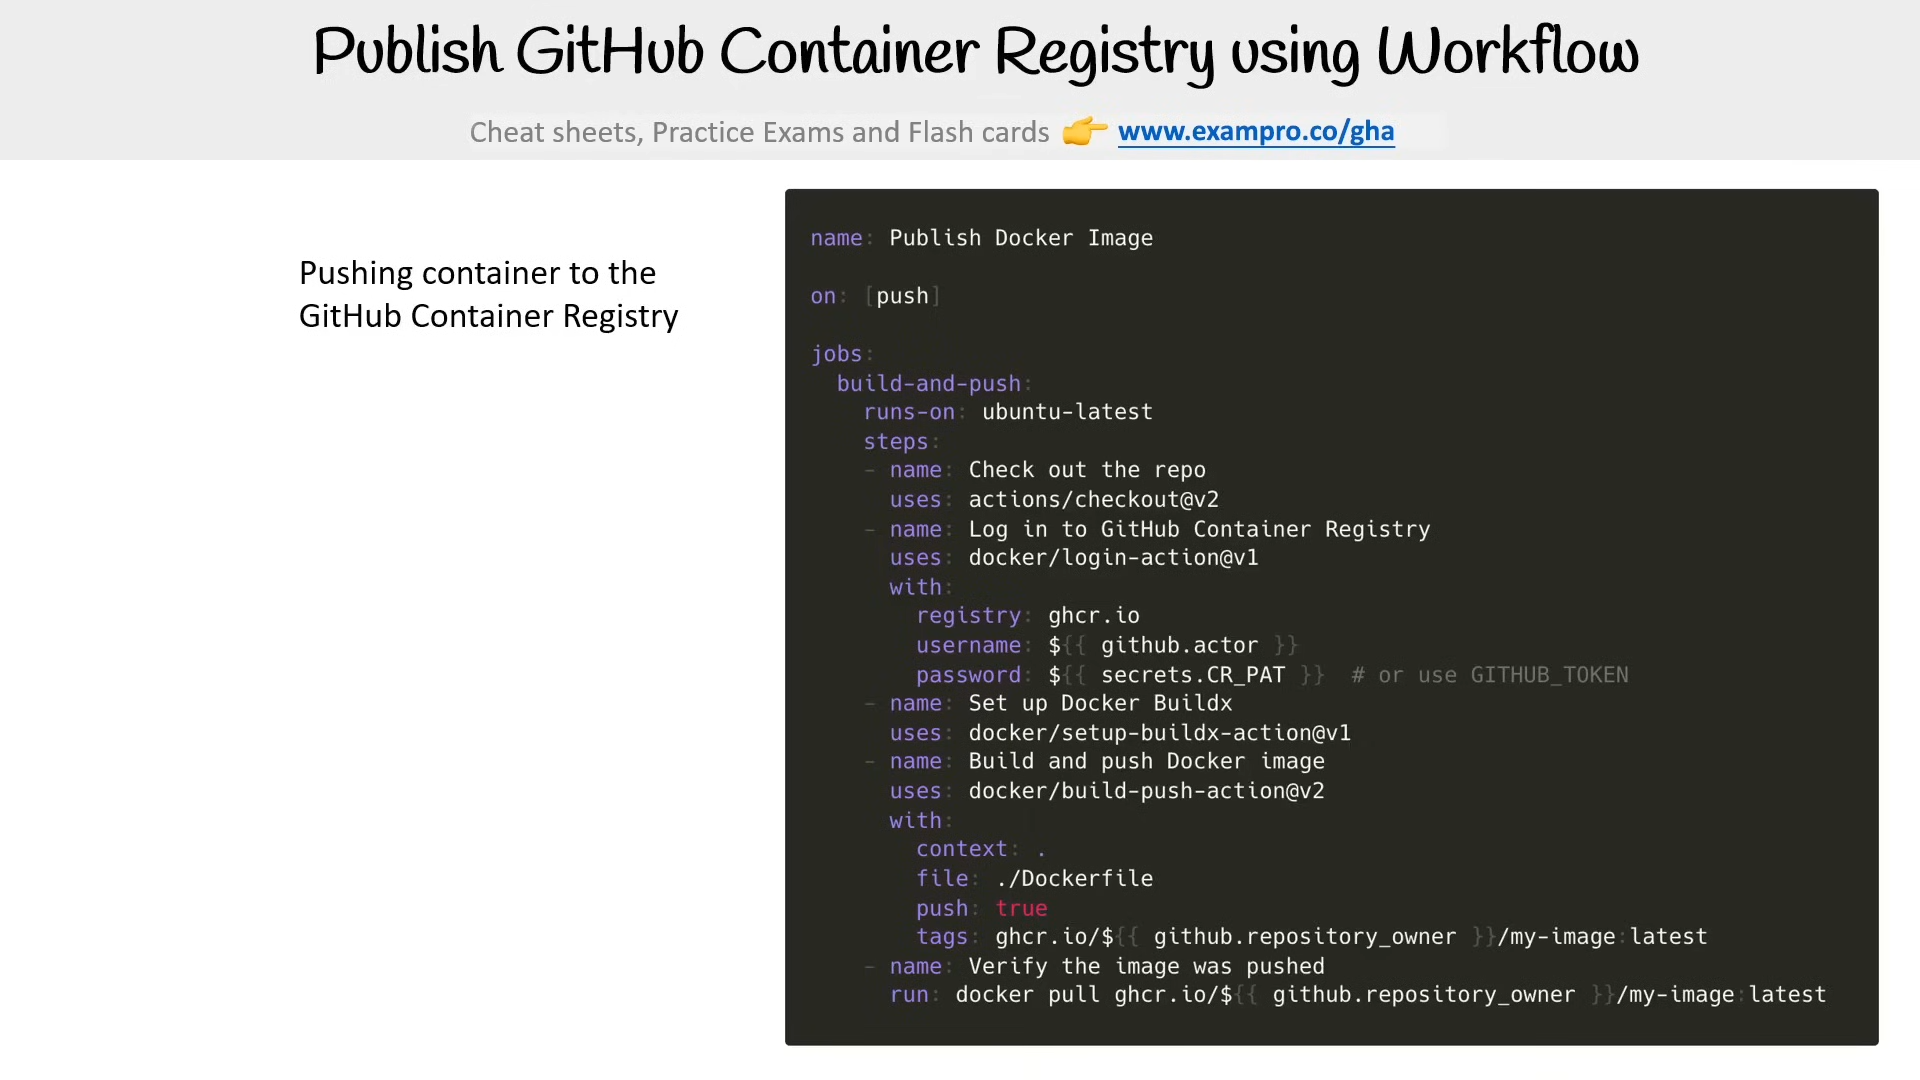 Publish GitHub Container Registry using Workflow
Cheat sheets, Practice Exams and Flash cards 👉 www.exampro.co/gha
Pushing container to the
GitHub Container Registry
name: Publish Docker Image
on: [push]
jobs:
  build-and-push:
    runs-on: ubuntu-latest
    steps:
    - name: Check out the repo
      uses: actions/checkout@v2
    - name: Log in to GitHub Container Registry
      uses: docker/login-action@v1
      with:
        registry: ghcr.io
        username: ${{ github.actor }}
        password: ${{ secrets.CR_PAT }}  # or use GITHUB_TOKEN
    - name: Set up Docker Buildx
      uses: docker/setup-buildx-action@v1
    - name: Build and push Docker image
      uses: docker/build-push-action@v2
      with:
        context: .
        file: ./Dockerfile
        push: true
        tags: ghcr.io/${{ github.repository_owner }}/my-image:latest
    - name: Verify the image was pushed
      run: docker pull ghcr.io/${{ github.repository_owner }}/my-image:latest